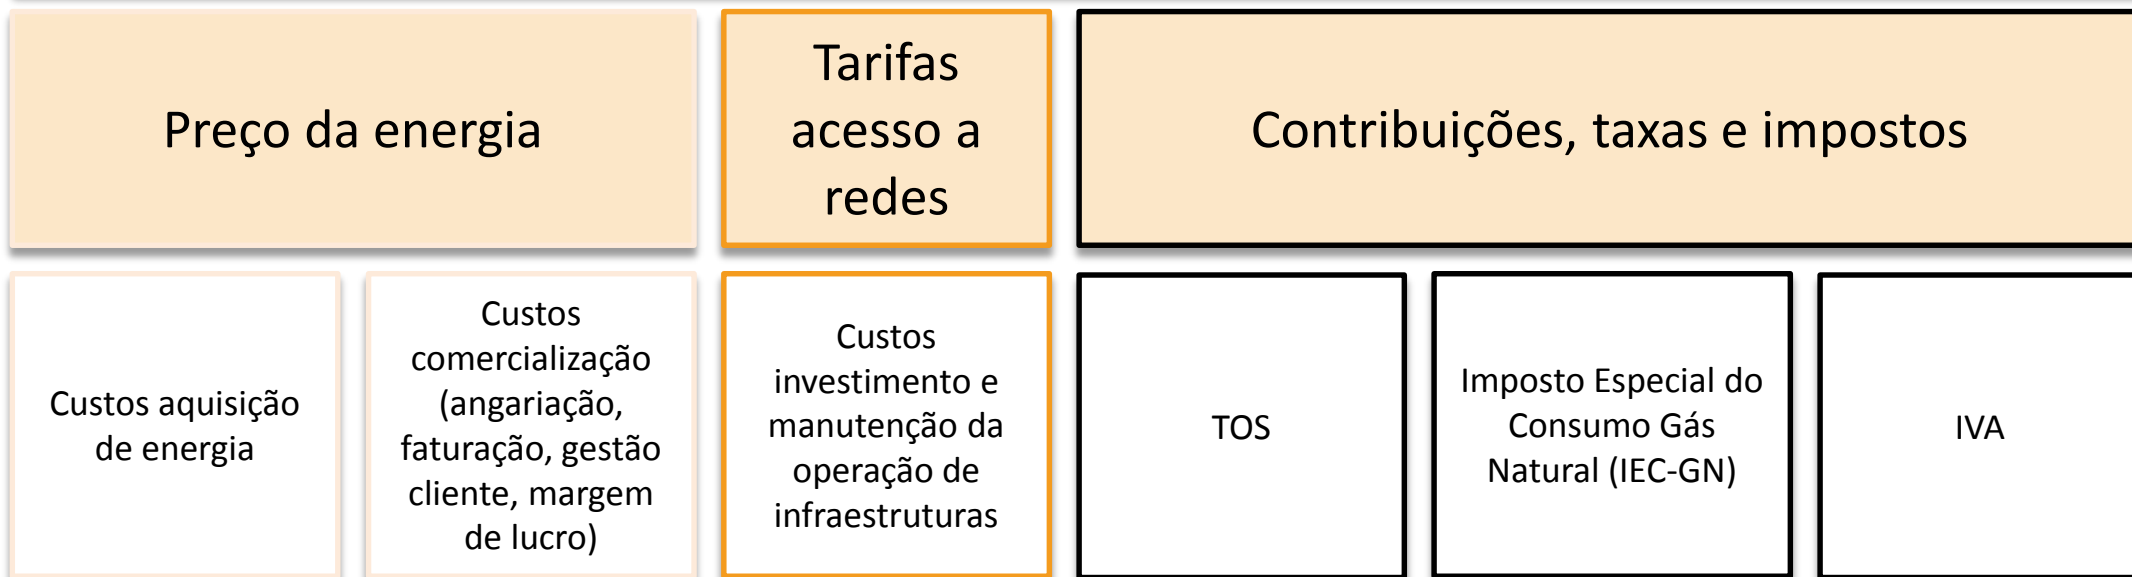 Preço da energia
Tarifas
acesso a
redes
Contribuições, taxas e impostos
Custos aquisição
de energia
Custos
comercialização
(angariação,
faturação, gestão
cliente, margem
de lucro)
Custos
investimento e
manutenção da
operação de
infraestruturas
TOS
Imposto Especial do
Consumo Gás
Natural (IEC-GN)
IVA